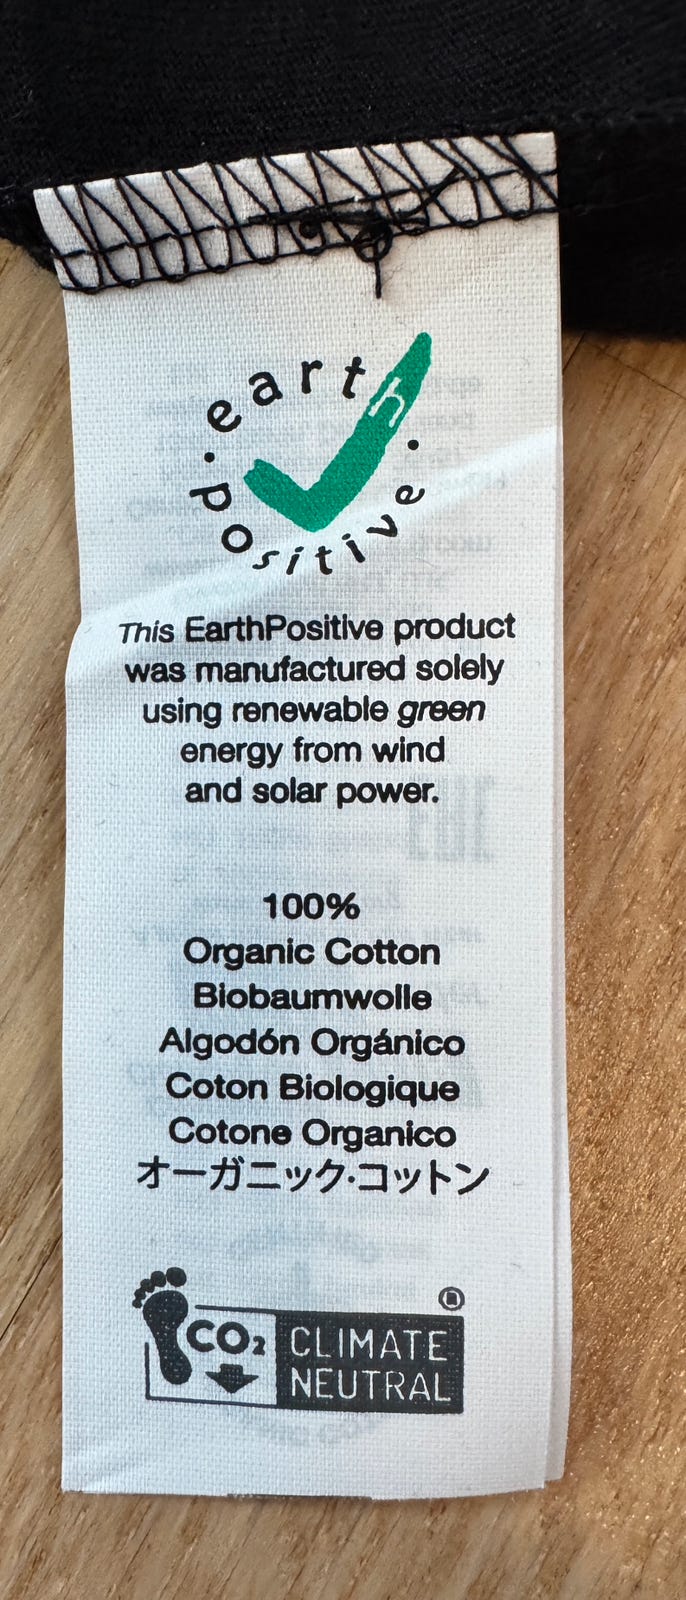 earth
positive
This EarthPositive product
was manufactured solely
using renewable green
energy from wind
and solar power.
100%
Organic Cotton
Biobaumwolle
Algodón Orgánico
Coton Biologique
Cotone Organico
オーガニック·コットン
®
CO₂ CLIMATE
NEUTRAL